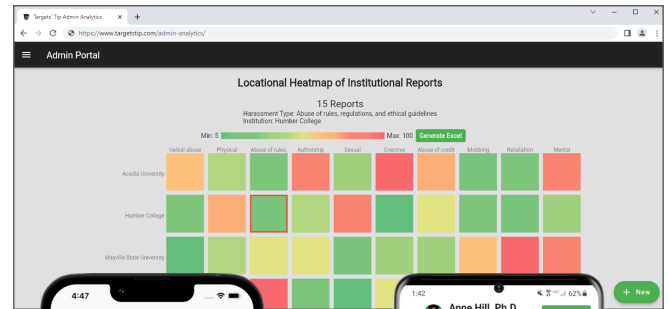 Targets' Tip Admin Analytics
https://www.targetstip.com/admin-analytics/
Admin Portal
Locational Heatmap of Institutional Reports
15 Reports
Harassment Type: Abuse of rules, regulations, and ethical guidelines
Institution: Humber College
Min: 5 Max: 100 Generate Excel
Verbal abuse Physical Abuse of rules, Authorship Sexual Coercive Abuse of credit Mobbing Retaliation Mental
Acadia University
Humber College
Mayville State University
4:47
1:42 62%
Anne Hill, Ph.D.
+ New